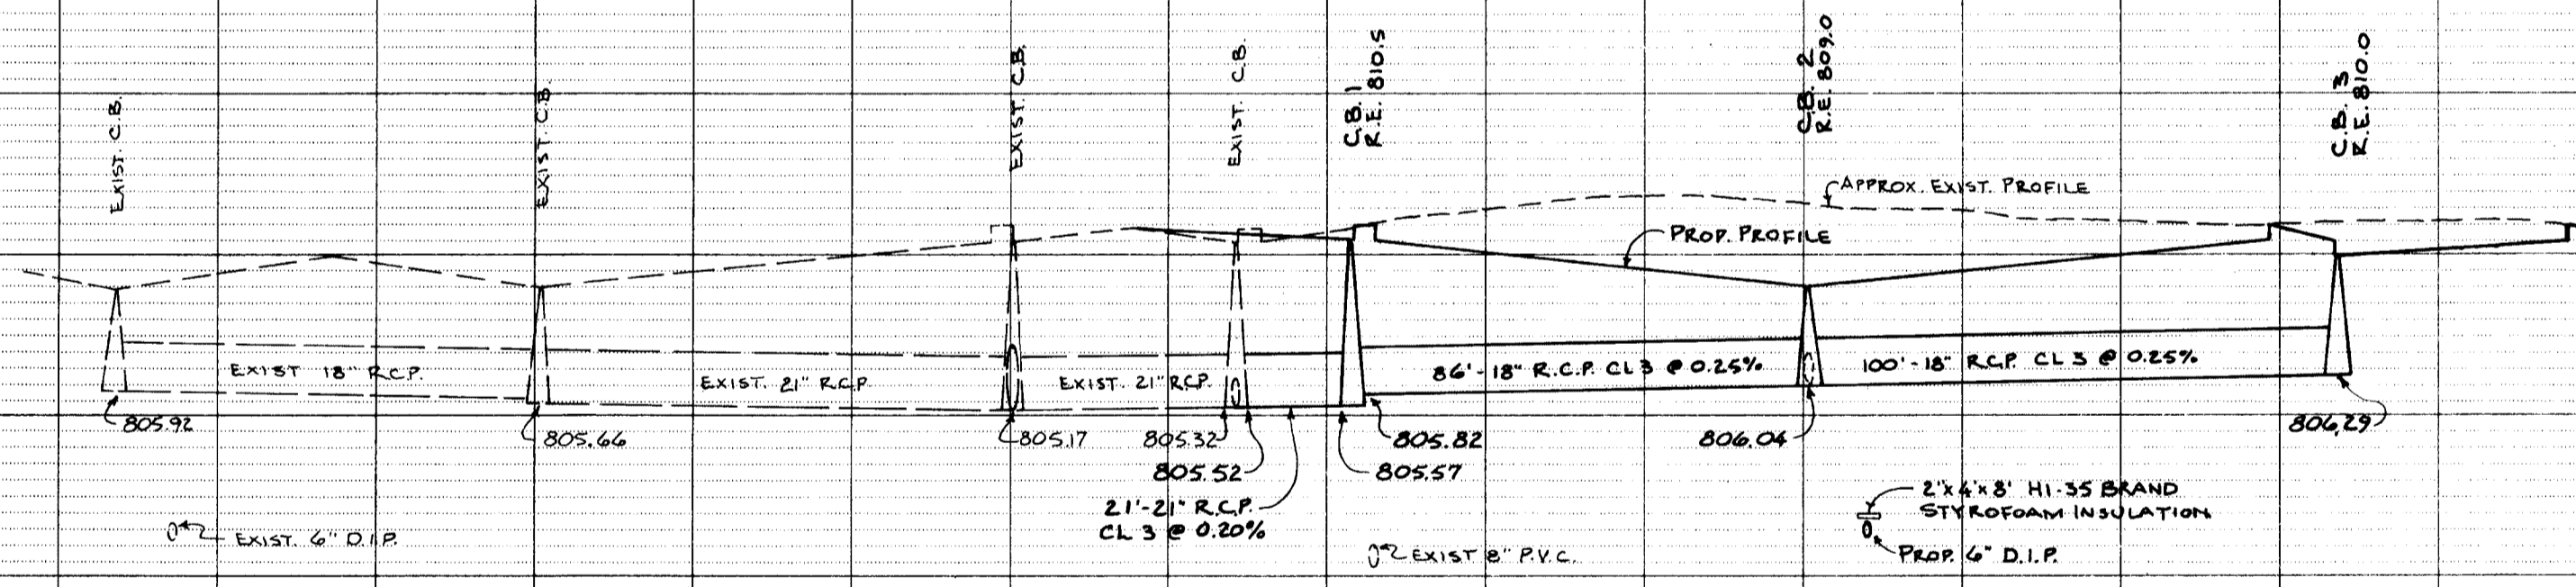 EXIST. C.B.
EXIST. C.B.
EXIST. C.B.
EXIST. C.B.
C.B. 1
R.E. 810.5
C.B. 2
R.E. 809.0
C.B. 3
R.E. 810.0
APPROX. EXIST. PROFILE
PROP. PROFILE
EXIST 18" R.C.P.
EXIST. 21" R.C.P.
EXIST. 21" R.C.P.
86'-18" R.C.P. CL 3 @ 0.25%
100'-18" R.C.P. CL 3 @ 0.25%
805.92
805.66
805.17
805.32
805.82
806.04
806.29
805.52
805.57
21'-21" R.C.P.
CL 3 @ 0.20%
EXIST. 6" D.I.P.
EXIST 8" P.V.C.
2"x4'x8' HI-35 BRAND
STYROFOAM INSULATION
PROP. 6" D.I.P.